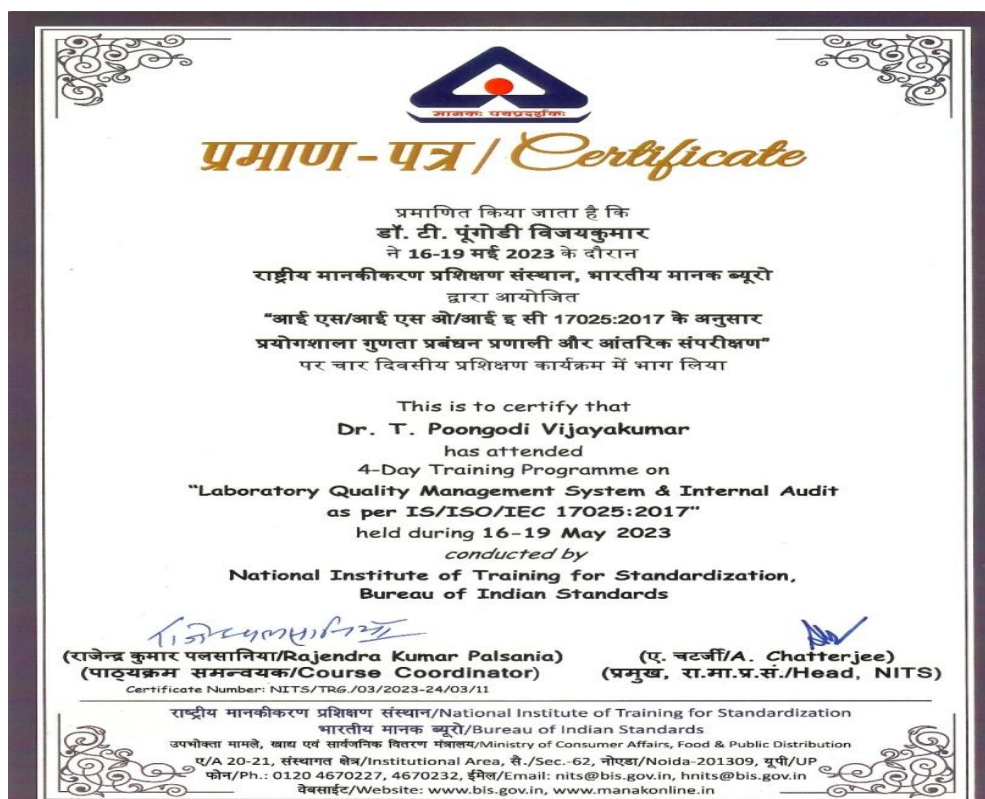 मानकः पथप्रदर्शकः
प्रमाण-पत्र / Certificate
प्रमाणित किया जाता है कि
डॉ. टी. पूंगोडी विजयकुमार
ने 16-19 मई 2023 के दौरान
राष्ट्रीय मानकीकरण प्रशिक्षण संस्थान, भारतीय मानक ब्यूरो
द्वारा आयोजित
"आई एस/आई एस ओ/आई इ सी 17025:2017 के अनुसार
प्रयोगशाला गुणता प्रबंधन प्रणाली और आंतरिक संपरीक्षण"
पर चार दिवसीय प्रशिक्षण कार्यक्रम में भाग लिया
This is to certify that
Dr. T. Poongodi Vijayakumar
has attended
4-Day Training Programme on
"Laboratory Quality Management System & Internal Audit
as per IS/ISO/IEC 17025:2017"
held during 16-19 May 2023
conducted by
National Institute of Training for Standardization,
Bureau of Indian Standards
(राजेन्द्र कुमार पलसानिया/Rajendra Kumar Palsania) (ए. चटर्जी/A. Chatterjee)
(पाठ्यक्रम समन्वयक/Course Coordinator) (प्रमुख, रा.मा.प्र.सं./Head, NITS)
Certificate Number: NITS/TRG./03/2023-24/03/11
राष्ट्रीय मानकीकरण प्रशिक्षण संस्थान/National Institute of Training for Standardization
भारतीय मानक ब्यूरो/Bureau of Indian Standards
उपभोक्ता मामले, खाद्य एवं सार्वजनिक वितरण मंत्रालय/Ministry of Consumer Affairs, Food & Public Distribution
ए/A 20-21, संस्थागत क्षेत्र/Institutional Area, सै./Sec.-62, नोएडा/Noida-201309, यूपी/UP
फोन/Ph.: 0120 4670227, 4670232, ईमेल/Email: nits@bis.gov.in, hnits@bis.gov.in
वेबसाईट/Website: www.bis.gov.in, www.manakonline.in